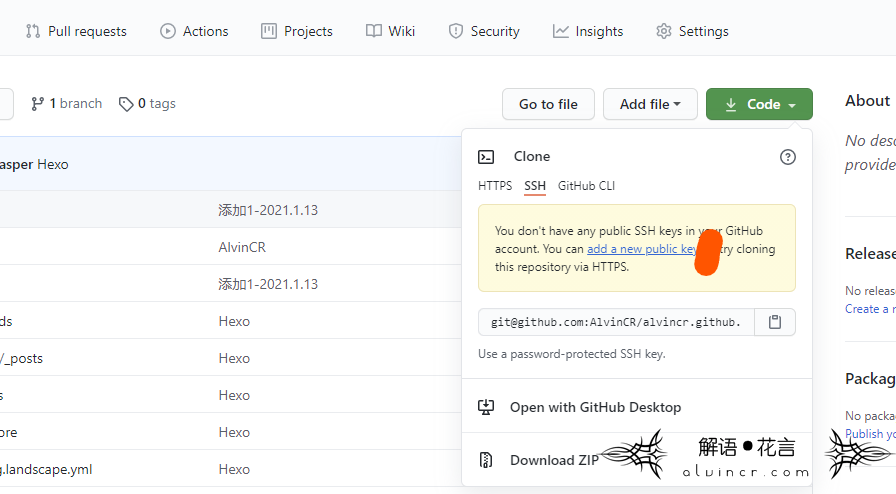 Pull requests
Actions
Projects
Wiki
Security
Insights
Settings
1 branch
0 tags
Go to file
Add file
Code
About
No desc
provide
asper Hexo
添加1-2021.1.13
AlvinCR
添加1-2021.1.13
ds
Hexo
/_posts
Hexo
s
Hexo
ore
Hexo
g.landscape.yml
Hexo
Clone
HTTPS
SSH
GitHub CLI
You don't have any public SSH keys in your GitHub
account. You can add a new public key, try cloning
this repository via HTTPS.
git@github.com:AlvinCR/alvincr.github.
Use a password-protected SSH key.
Open with GitHub Desktop
Download ZIP
Release
No releas
Create a r
Packag
No packa
Publish yo
解语•花言
alvincr.com